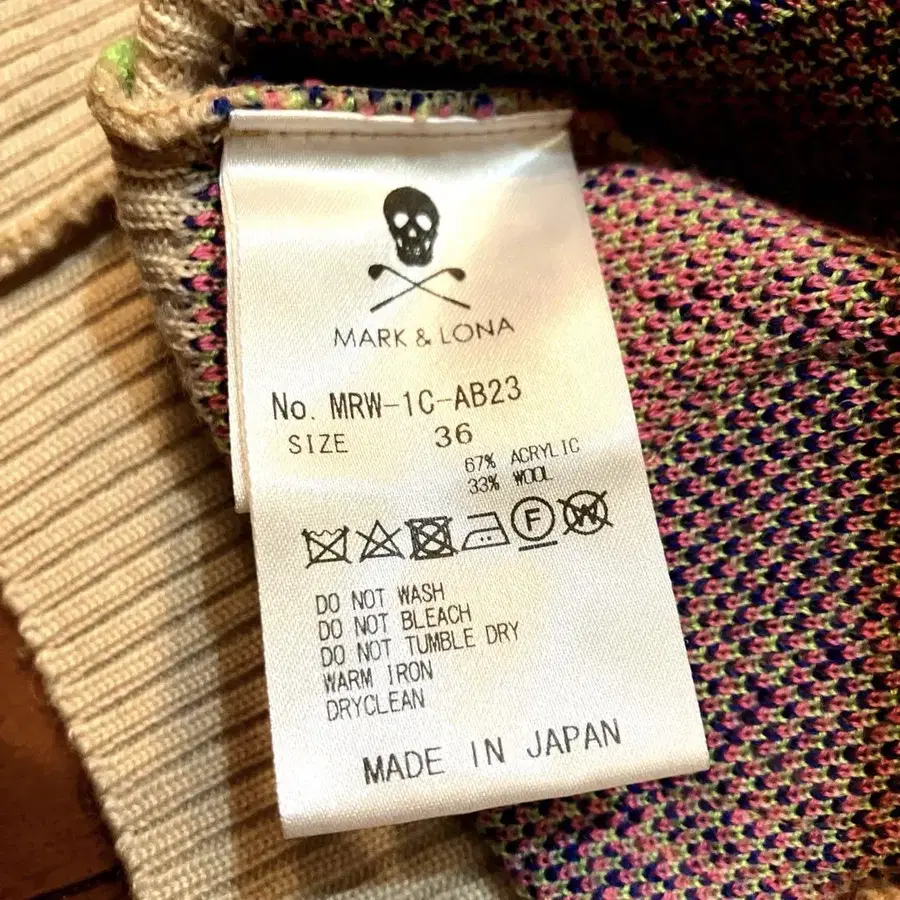 MARK & LONA
No. MRW-1C-AB23
SIZE 36
67% ACRYLIC
33% WOOL
F W
DO NOT WASH
DO NOT BLEACH
DO NOT TUMBLE DRY
WARM IRON
DRYCLEAN
MADE IN JAPAN